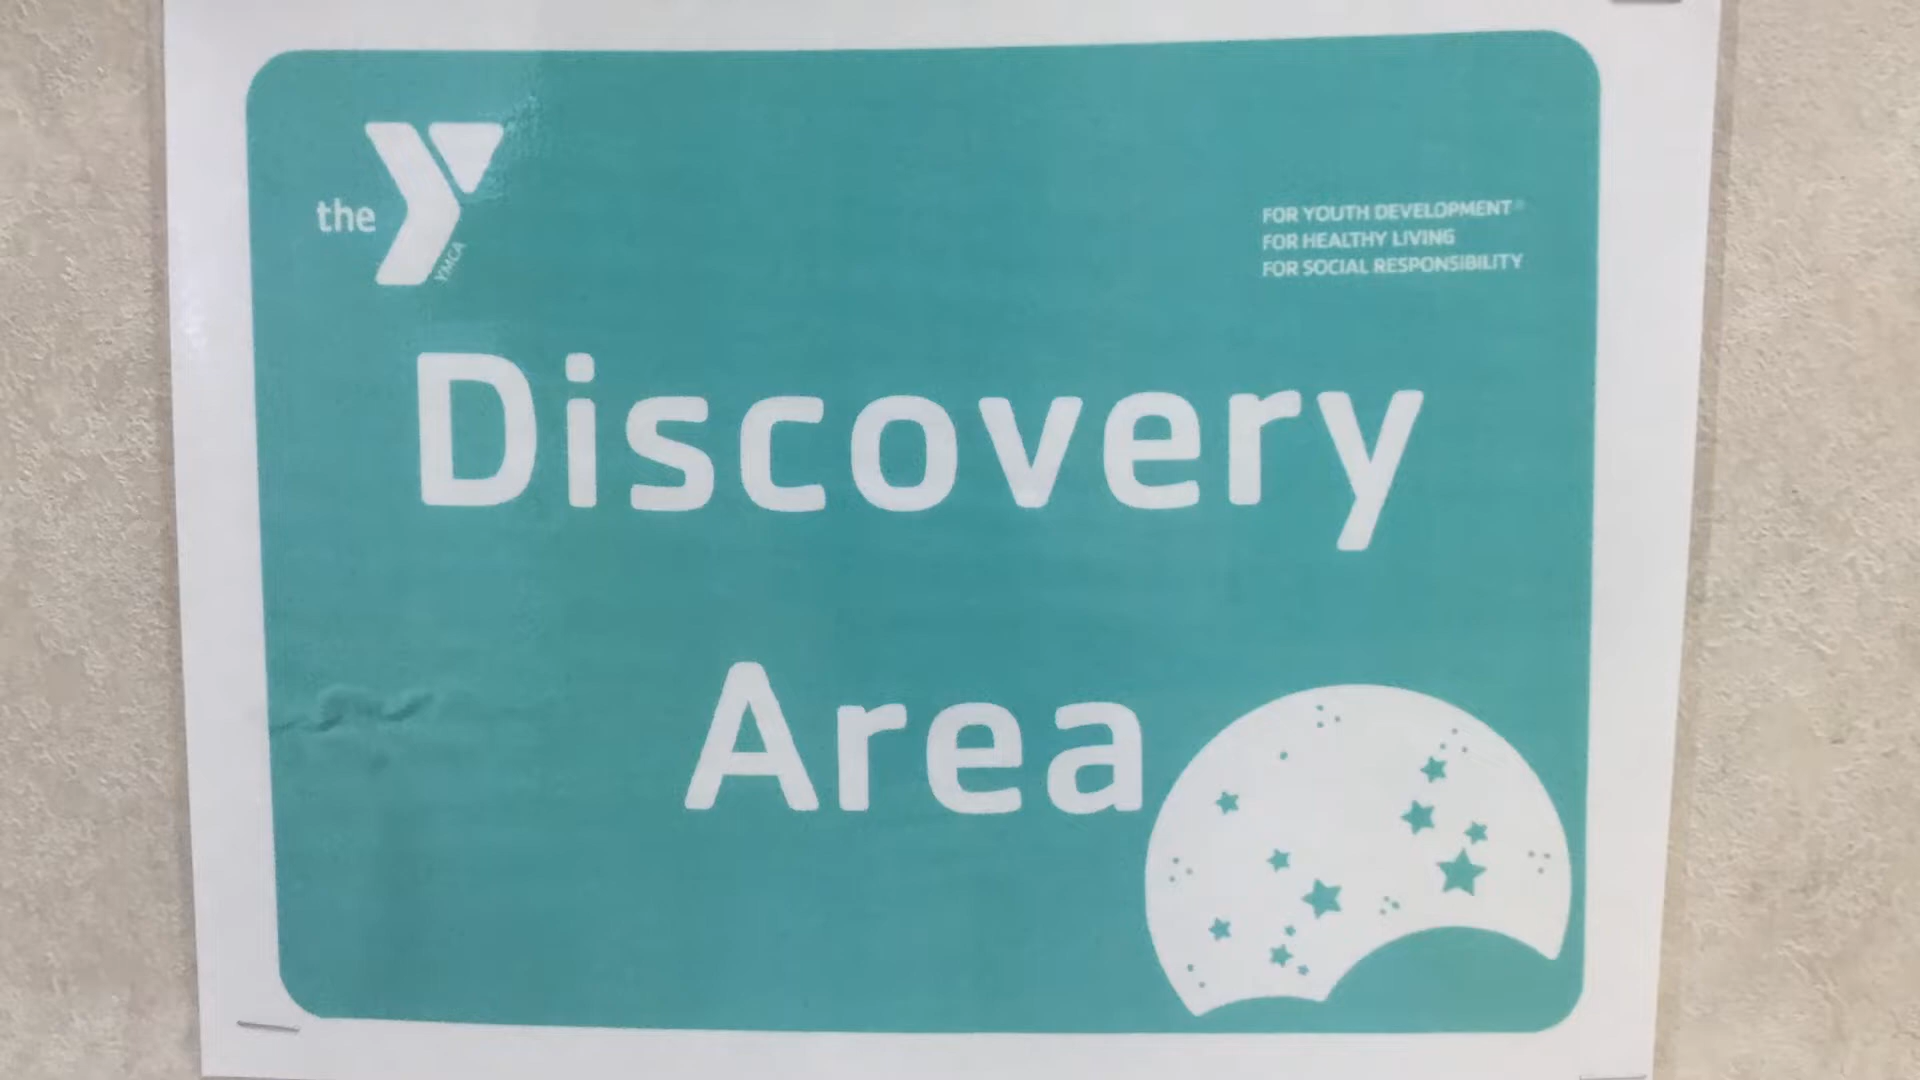 the Y
YMCA
FOR YOUTH DEVELOPMENT®
FOR HEALTHY LIVING
FOR SOCIAL RESPONSIBILITY
Discovery
Area